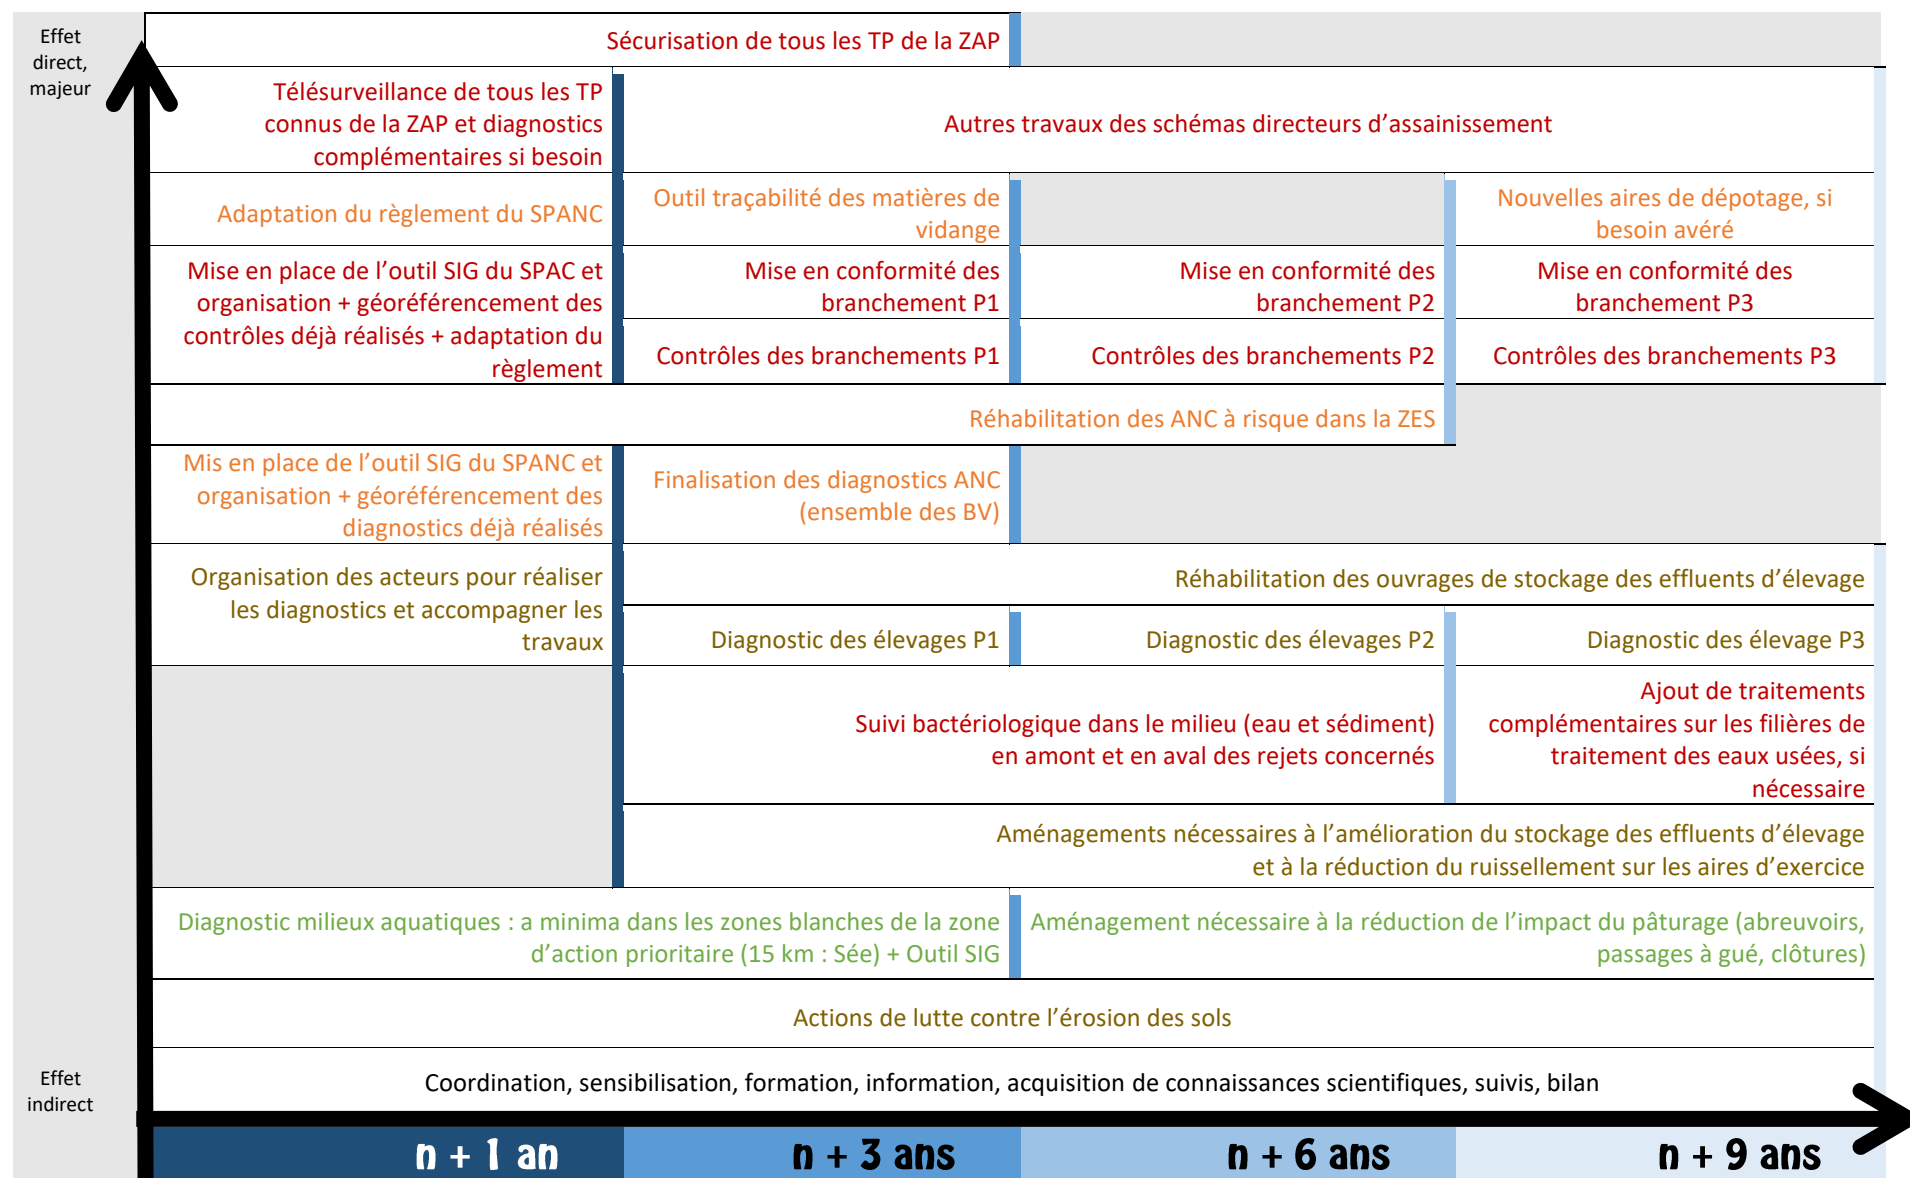 Effet
direct,
majeur
Sécurisation de tous les TP de la ZAP
Télésurveillance de tous les TP
connus de la ZAP et diagnostics
complémentaires si besoin
Autres travaux des schémas directeurs d’assainissement
Adaptation du règlement du SPANC
Outil traçabilité des matières de
vidange
Nouvelles aires de dépotage, si
besoin avéré
Mise en place de l’outil SIG du SPAC et
organisation + géoréférencement des
contrôles déjà réalisés + adaptation du
règlement
Mise en conformité des
branchement P1
Mise en conformité des
branchement P2
Mise en conformité des
branchement P3
Contrôles des branchements P1
Contrôles des branchements P2
Contrôles des branchements P3
Réhabilitation des ANC à risque dans la ZES
Mis en place de l’outil SIG du SPANC et
organisation + géoréférencement des
diagnostics déjà réalisés
Finalisation des diagnostics ANC
(ensemble des BV)
Organisation des acteurs pour réaliser
les diagnostics et accompagner les
travaux
Réhabilitation des ouvrages de stockage des effluents d’élevage
Diagnostic des élevages P1
Diagnostic des élevages P2
Diagnostic des élevage P3
Suivi bactériologique dans le milieu (eau et sédiment)
en amont et en aval des rejets concernés
Ajout de traitements
complémentaires sur les filières de
traitement des eaux usées, si
nécessaire
Aménagements nécessaires à l’amélioration du stockage des effluents d’élevage
et à la réduction du ruissellement sur les aires d’exercice
Diagnostic milieux aquatiques : a minima dans les zones blanches de la zone
d’action prioritaire (15 km : Sée) + Outil SIG
Aménagement nécessaire à la réduction de l’impact du pâturage (abreuvoirs,
passages à gué, clôtures)
Actions de lutte contre l’érosion des sols
Effet
indirect
Coordination, sensibilisation, formation, information, acquisition de connaissances scientifiques, suivis, bilan
n + 1 an
n + 3 ans
n + 6 ans
n + 9 ans